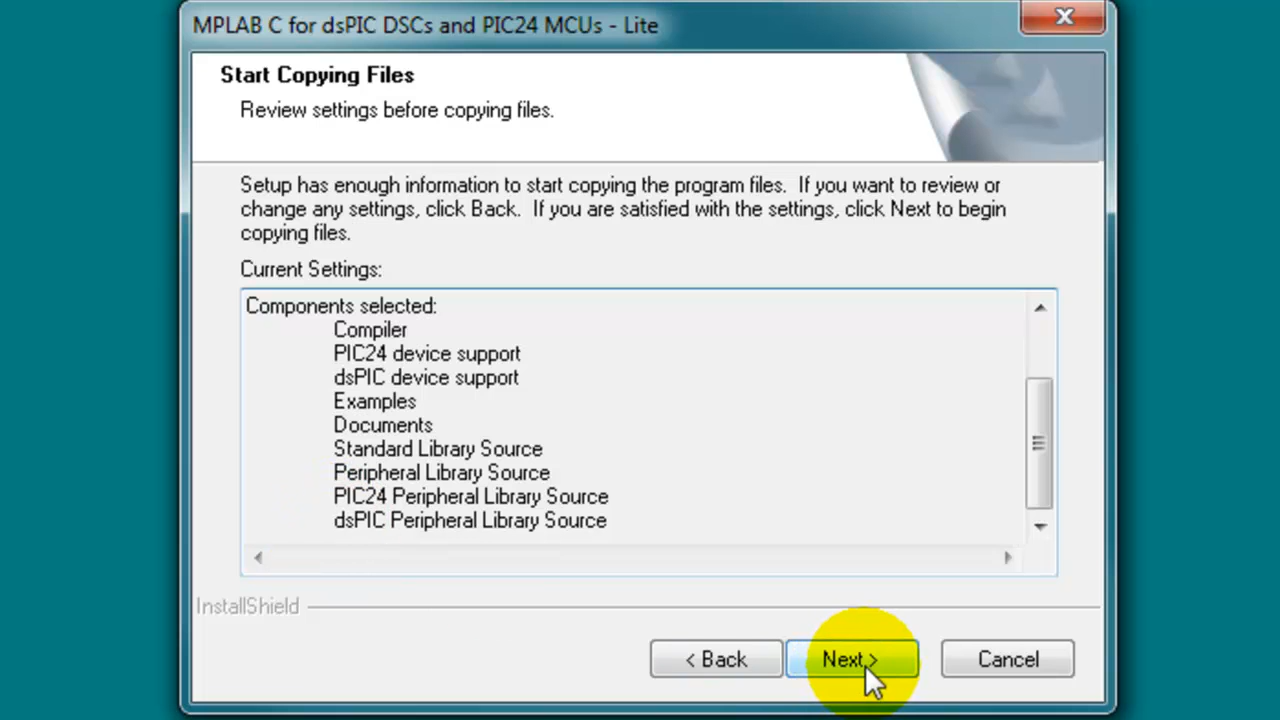 MPLAB C for dsPIC DSCs and PIC24 MCUs - Lite
Start Copying Files
Review settings before copying files.
Setup has enough information to start copying the program files.  If you want to review or
change any settings, click Back.  If you are satisfied with the settings, click Next to begin
copying files.
Current Settings:
Components selected:
Compiler
PIC24 device support
dsPIC device support
Examples
Documents
Standard Library Source
Peripheral Library Source
PIC24 Peripheral Library Source
dsPIC Peripheral Library Source
InstallShield
< Back
Next >
Cancel